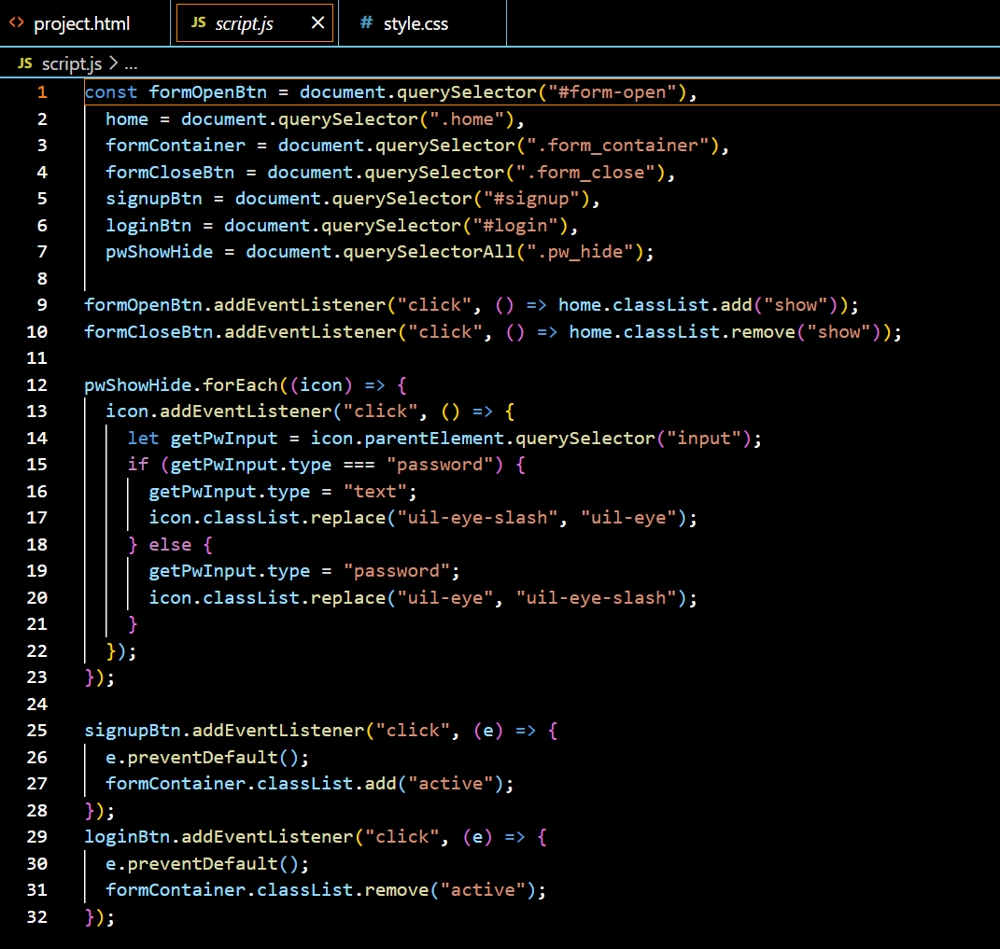 project.html JS script.js # style.css
JS script.js > ...
1 const formOpenBtn = document.querySelector("#form-open"),
2   home = document.querySelector(".home"),
3   formContainer = document.querySelector(".form_container"),
4   formCloseBtn = document.querySelector(".form_close"),
5   signupBtn = document.querySelector("#signup"),
6   loginBtn = document.querySelector("#login"),
7   pwShowHide = document.querySelectorAll(".pw_hide");
8
9 formOpenBtn.addEventListener("click", () => home.classList.add("show"));
10 formCloseBtn.addEventListener("click", () => home.classList.remove("show"));
11
12 pwShowHide.forEach((icon) => {
13   icon.addEventListener("click", () => {
14     let getPwInput = icon.parentElement.querySelector("input");
15     if (getPwInput.type === "password") {
16       getPwInput.type = "text";
17       icon.classList.replace("uil-eye-slash", "uil-eye");
18     } else {
19       getPwInput.type = "password";
20       icon.classList.replace("uil-eye", "uil-eye-slash");
21     }
22   });
23 });
24
25 signupBtn.addEventListener("click", (e) => {
26   e.preventDefault();
27   formContainer.classList.add("active");
28 });
29 loginBtn.addEventListener("click", (e) => {
30   e.preventDefault();
31   formContainer.classList.remove("active");
32 });